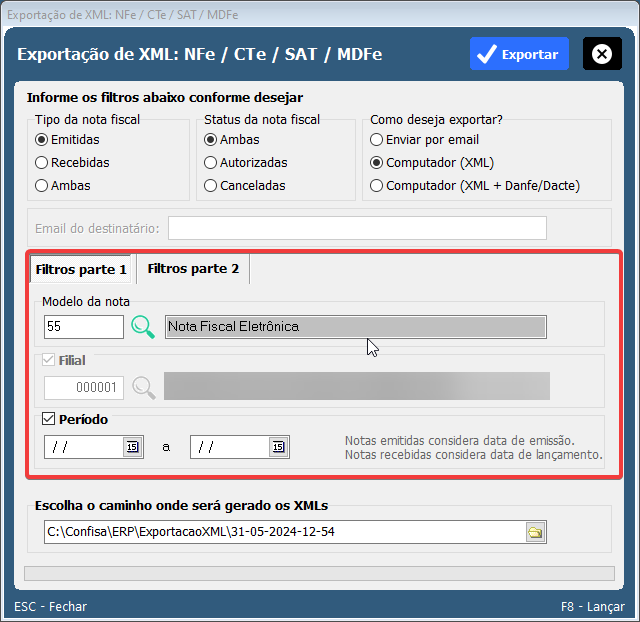 Exportação de XML: NFe / CTe / SAT / MDFe
Exportação de XML: NFe / CTe / SAT / MDFe
Exportar
Informe os filtros abaixo conforme desejar
Tipo da nota fiscal
Emitidas
Recebidas
Ambas
Status da nota fiscal
Ambas
Autorizadas
Canceladas
Como deseja exportar?
Enviar por email
Computador (XML)
Computador (XML + Danfe/Dacte)
Email do destinatário:
Filtros parte 1 Filtros parte 2
Modelo da nota
55 Nota Fiscal Eletrônica
Filial
000001
Período
/ / 15 a / / 15
Notas emitidas considera data de emissão.
Notas recebidas considera data de lançamento.
Escolha o caminho onde será gerado os XMLs
C:\Confisa\ERP\ExportacaoXML\31-05-2024-12-54
ESC - Fechar F8 - Lançar